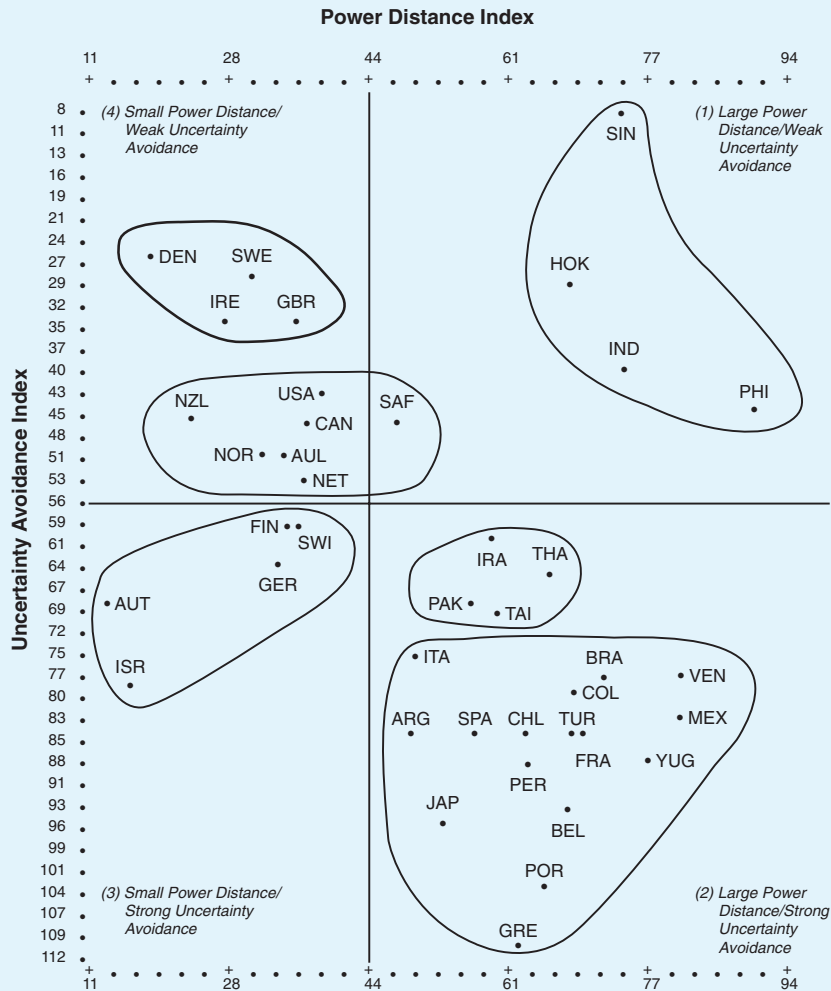 Power Distance Index
11 28 44 61 77 94
+ + + + + +
8
11
13
16
19
21
24
27
29
32
35
37
40
43
45
48
51
53
56
59
61
64
67
69
72
75
77
80
83
85
88
91
93
96
99
101
104
107
109
112
Uncertainty Avoidance Index
(4) Small Power Distance/
Weak Uncertainty
Avoidance
(1) Large Power
Distance/Weak
Uncertainty
Avoidance
SIN
DEN SWE
IRE GBR
HOK
IND
PHI
NZL USA SAF
CAN
NOR AUL
NET
FIN
SWI
GER
AUT
ISR
IRA THA
PAK TAI
ITA BRA VEN
COL
ARG SPA CHL TUR MEX
PER FRA YUG
JAP BEL
POR
GRE
(3) Small Power Distance/
Strong Uncertainty
Avoidance
(2) Large Power
Distance/Strong
Uncertainty
Avoidance
+ + + + + +
11 28 44 61 77 94